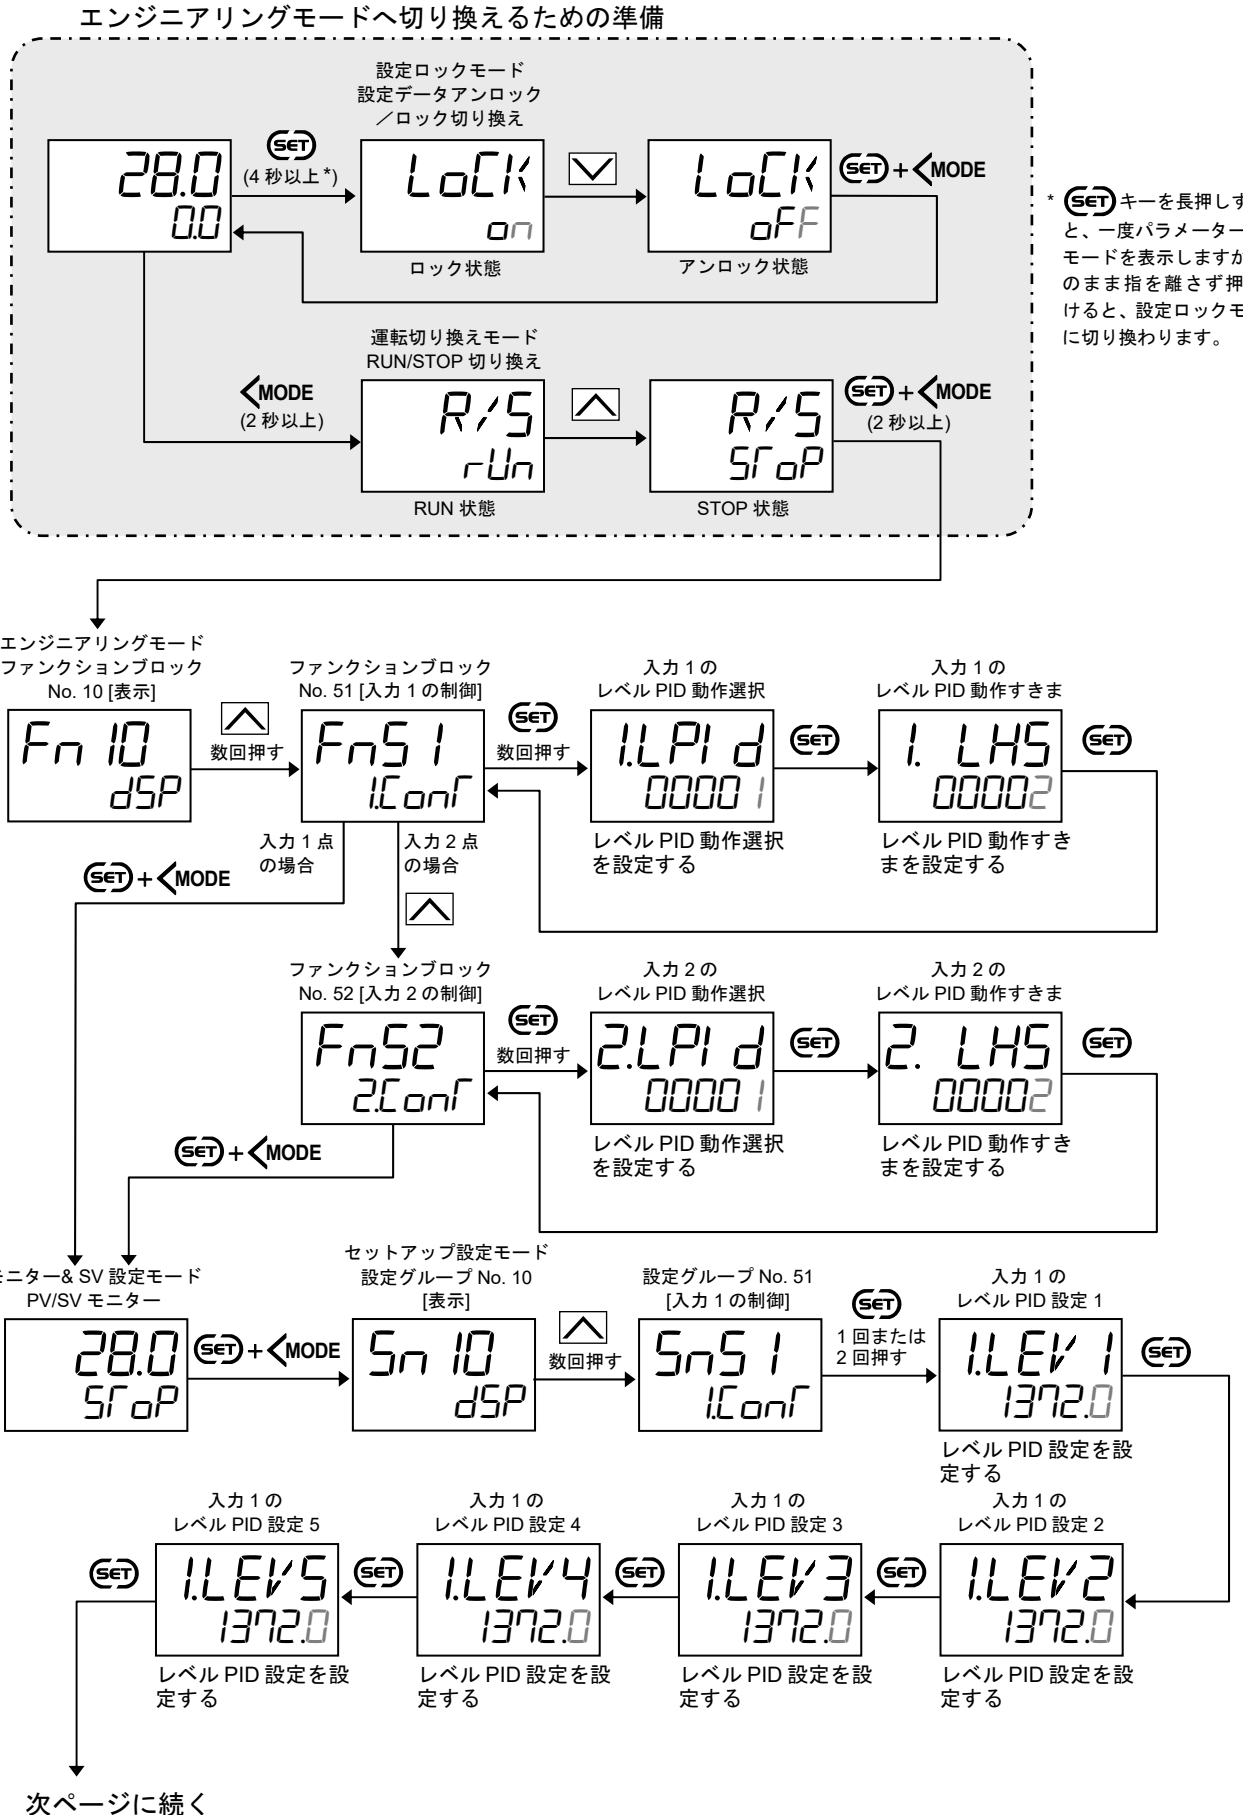 エンジニアリングモードへ切り換えるための準備
設定ロックモード
設定データアンロック
／ロック切り換え
28.0
0.0
SET
(4 秒以上*)
LoCK
on
LoCK
oFF
SET + <MODE
ロック状態
アンロック状態
* SET キーを長押しす
と、一度パラメーター
モードを表示しますが
のまま指を離さず押
けると、設定ロックモ
に切り換わります。
運転切り換えモード
RUN/STOP 切り換え
<MODE
(2 秒以上)
R/S
rUn
R/S
SToP
SET + <MODE
(2 秒以上)
RUN 状態
STOP 状態
エンジニアリングモード
ファンクションブロック
No. 10 [表示]
Fn 10
dSP
数回押す
ファンクションブロック
No. 51 [入力 1 の制御]
Fn51
1.ConT
SET
数回押す
入力 1 の
レベル PID 動作選択
1.LPI d
00001
レベル PID 動作選択
を設定する
SET
入力 1 の
レベル PID 動作すきま
1. LHS
00002
レベル PID 動作すき
まを設定する
SET
入力 1 点
の場合
入力 2 点
の場合
SET + <MODE
ファンクションブロック
No. 52 [入力 2 の制御]
Fn52
2.ConT
SET
数回押す
入力 2 の
レベル PID 動作選択
2.LPI d
00001
レベル PID 動作選択
を設定する
SET
入力 2 の
レベル PID 動作すきま
2. LHS
00002
レベル PID 動作すき
まを設定する
SET
SET + <MODE
ニター& SV 設定モード
PV/SV モニター
28.0
SToP
SET + <MODE
セットアップ設定モード
設定グループ No. 10
[表示]
Sn 10
dSP
数回押す
設定グループ No. 51
[入力 1 の制御]
Sn51
1.ConT
SET
1 回または
2 回押す
入力 1 の
レベル PID 設定 1
1.LEV 1
1372.0
レベル PID 設定を設
定する
SET
入力 1 の
レベル PID 設定 5
SET
1.LEV5
1372.0
レベル PID 設定を設
定する
入力 1 の
レベル PID 設定 4
SET
1.LEV4
1372.0
レベル PID 設定を設
定する
入力 1 の
レベル PID 設定 3
SET
1.LEV3
1372.0
レベル PID 設定を設
定する
入力 1 の
レベル PID 設定 2
SET
1.LEV2
1372.0
レベル PID 設定を設
定する
次ページに続く